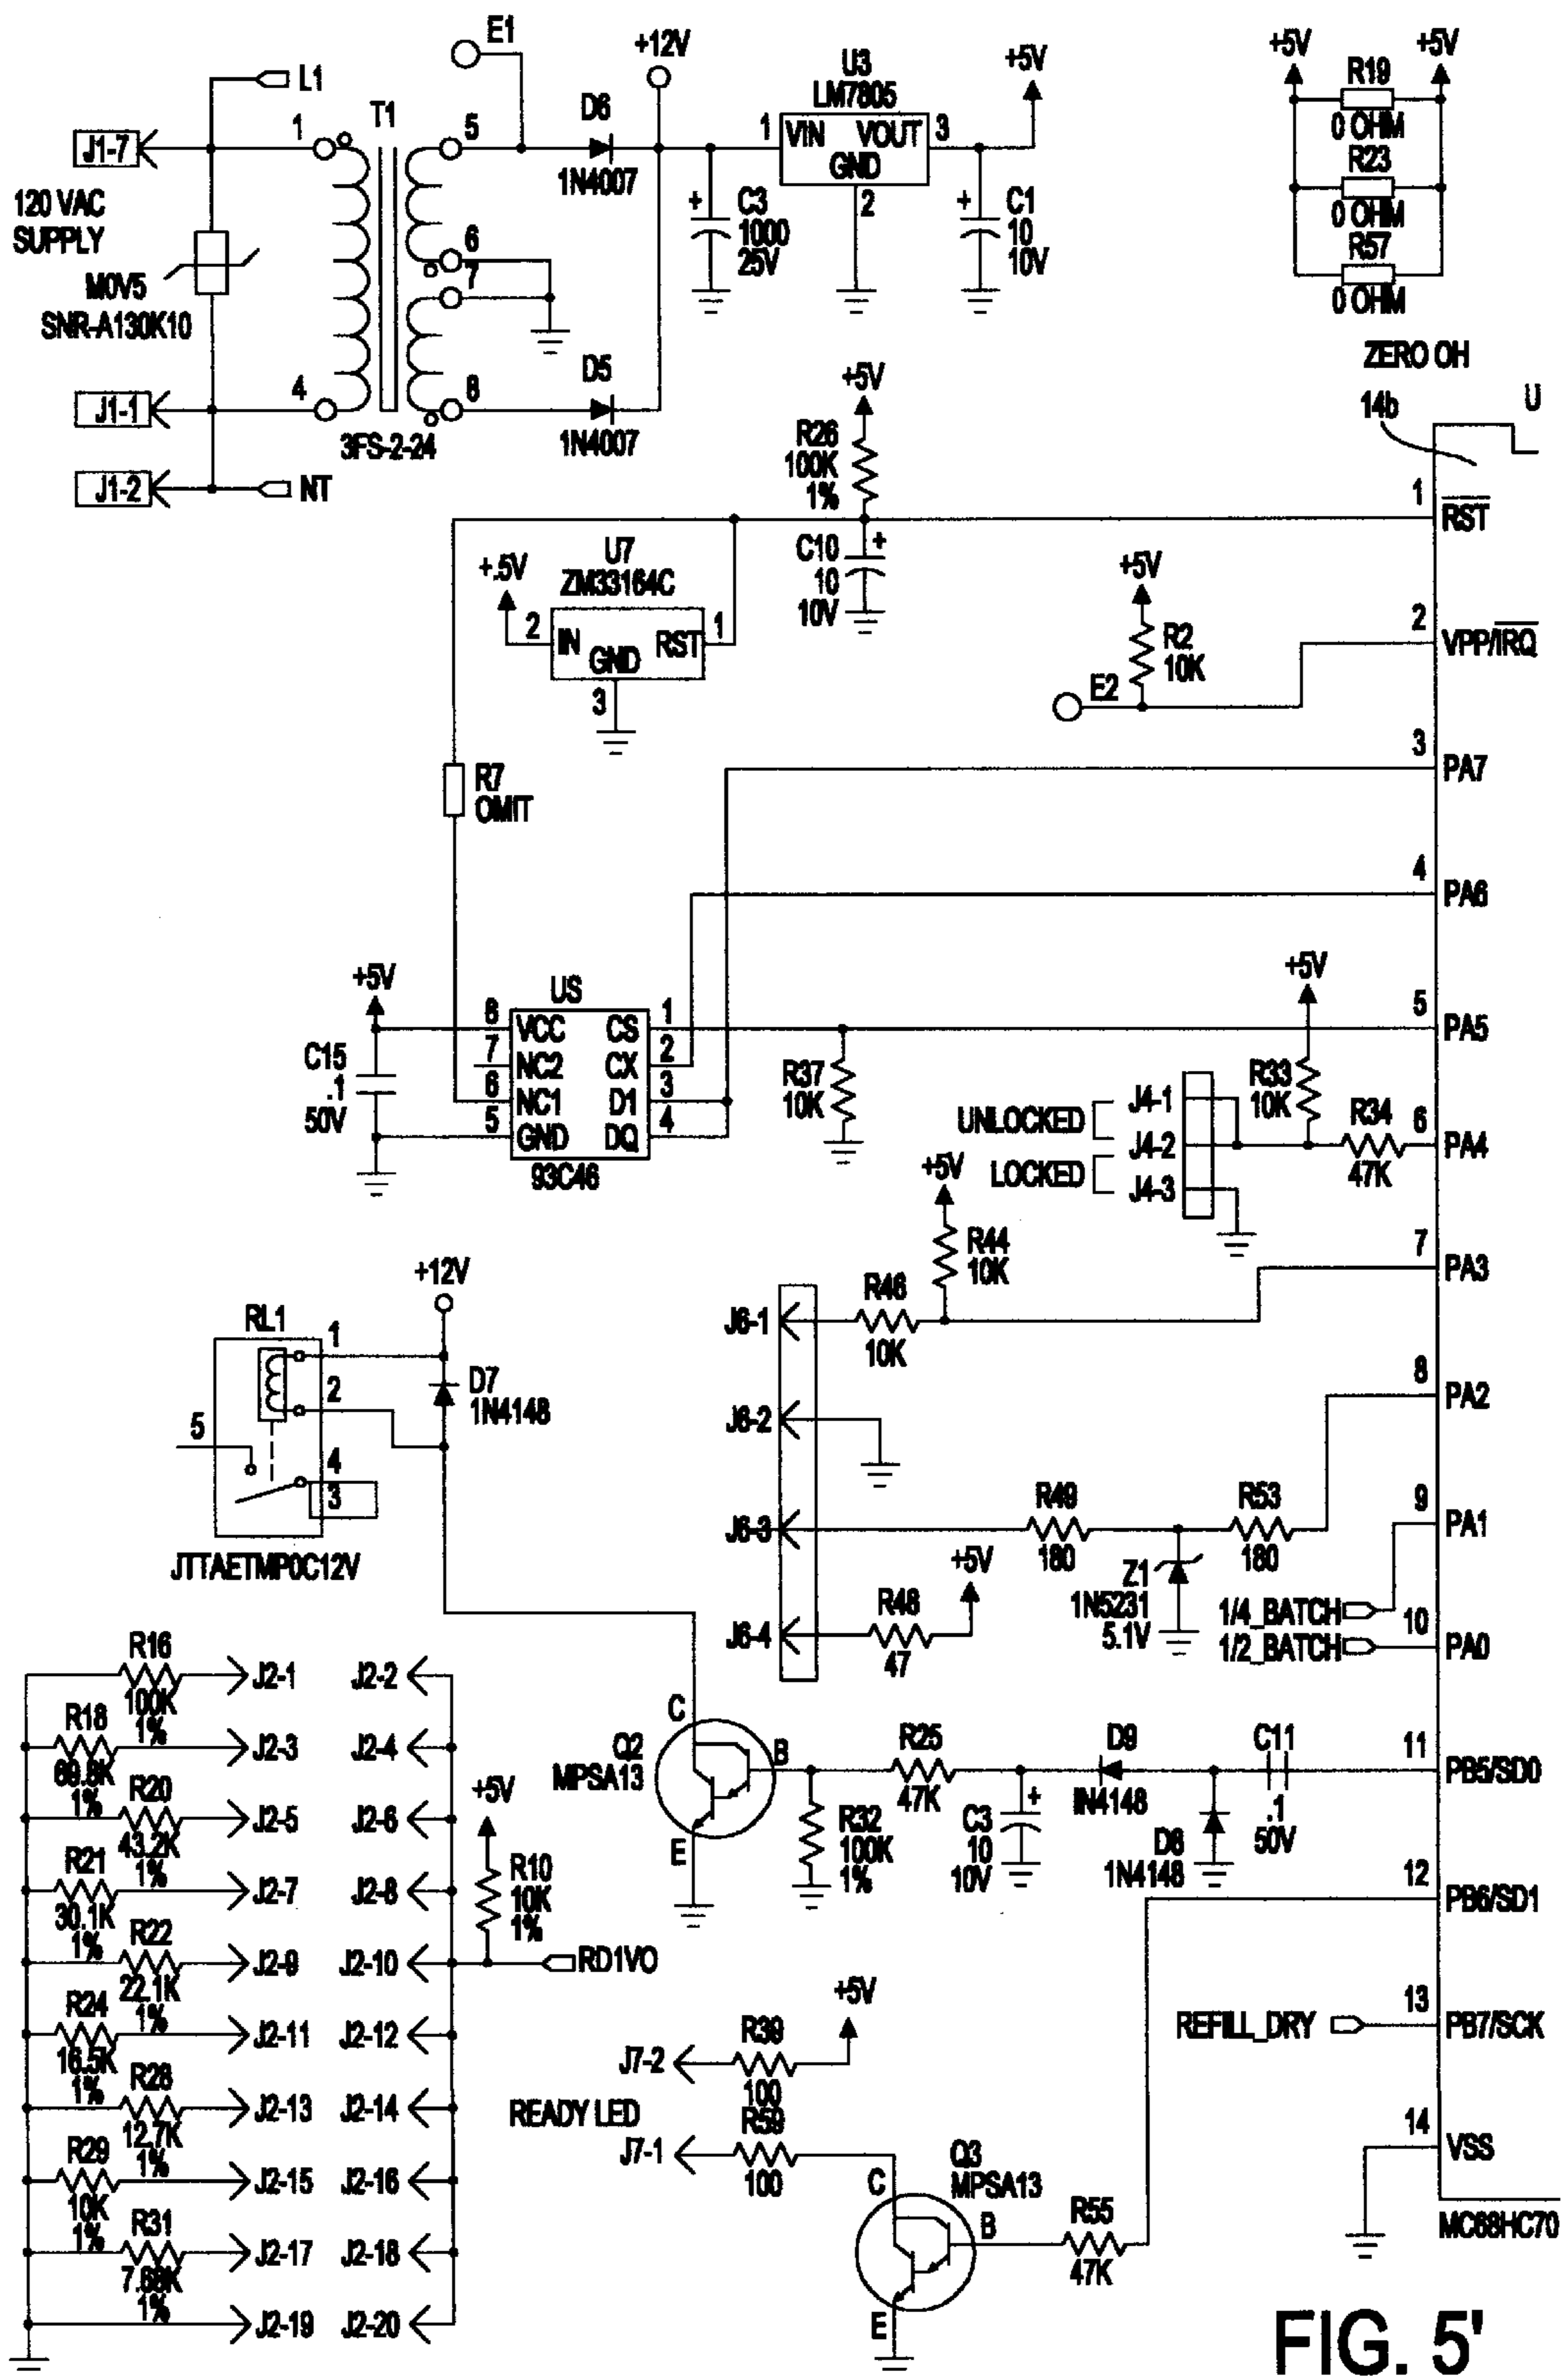 E1
+12V
L1
J1-7
1
T1
5
D6
1N4007
U3
LM7805
1
VIN
VOUT
3
GND
2
+5V
+5V
+5V
R19
0 OHM
R23
0 OHM
R57
0 OHM
ZERO OH
120 VAC
SUPPLY
M0V5
SNR-A130K10
6
7
+
C3
1000
25V
+
C1
10
10V
J1-1
4
8
D5
1N4007
3FS-2-24
J1-2
NT
+5V
R26
100K
1%
14b
U
1
RST
U7
ZM33164C
+.5V
2
IN
GND
RST
1
3
C10
+
10
10V
+5V
R2
10K
E2
2
VPP/IRQ
3
PA7
R7
OMIT
4
PA6
+5V
C15
.1
50V
US
8
VCC
CS
1
7
NC2
CX
2
6
NC1
D1
3
5
GND
DQ
4
93C46
R37
10K
+5V
5
PA5
R33
10K
UNLOCKED
J4-1
J4-2
LOCKED
J4-3
R34
47K
6
PA4
+5V
R44
10K
7
PA3
+12V
RL1
1
2
D7
1N4148
5
4
3
JTTAETMP0C12V
J6-1
R46
10K
8
PA2
J6-2
J6-3
R49
180
R53
180
9
PA1
Z1
1N5231
5.1V
J6-4
R48
47
+5V
1/4_BATCH
10
1/2_BATCH
PA0
R16
100K
1%
J2-1
J2-2
R18
69.8K
1%
J2-3
J2-4
R20
43.2K
1%
J2-5
J2-6
R21
30.1K
1%
J2-7
J2-8
R22
22.1K
1%
J2-9
J2-10
R24
16.5K
1%
J2-11
J2-12
R28
12.7K
1%
J2-13
J2-14
R29
10K
1%
J2-15
J2-16
R31
7.68K
1%
J2-17
J2-18
J2-19
J2-20
+5V
R10
10K
1%
RD1VO
C
Q2
MPSA13
B
E
R25
47K
R32
100K
1%
C3
+
10
10V
D9
IN4148
D8
1N4148
C11
.1
50V
11
PB5/SD0
12
PB6/SD1
REFILL_DRY
13
PB7/SCK
+5V
J7-2
R39
100
READY LED
J7-1
R59
100
C
Q3
MPSA13
B
E
R55
47K
14
VSS
MC68HC70
FIG. 5'